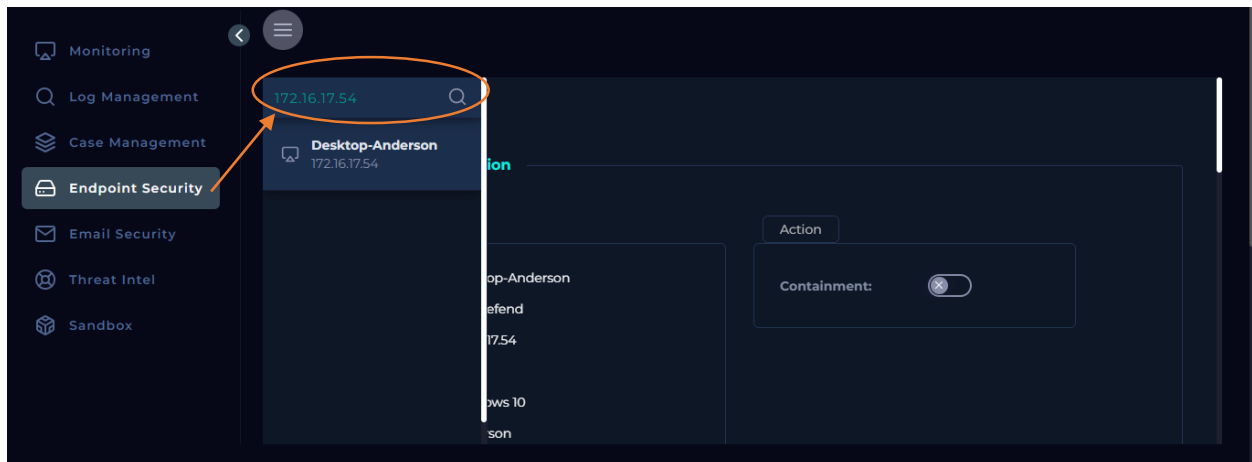 Monitoring
Log Management
Case Management
Endpoint Security
Email Security
Threat Intel
Sandbox
172.16.17.54
Desktop-Anderson
172.16.17.54
ion
Action
op-Anderson
efend
17.54
ows 10
rson
Containment: